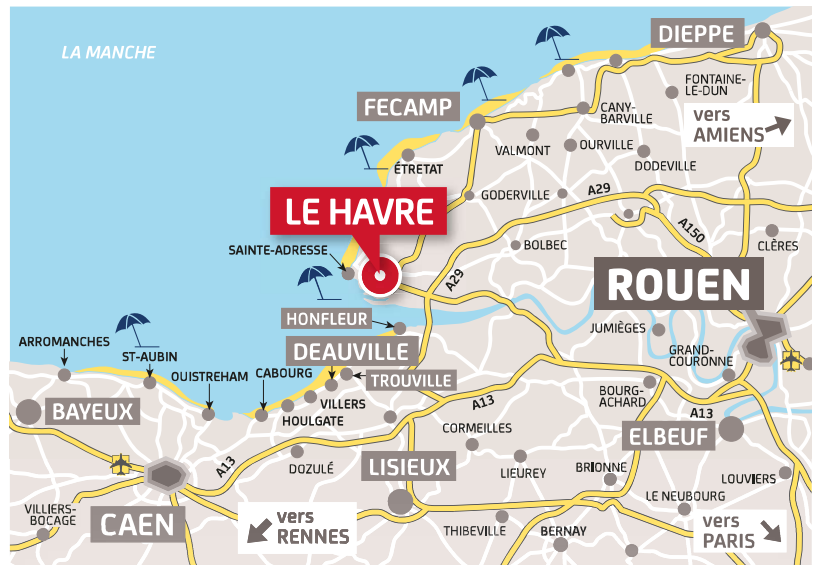 LA MANCHE
DIEPPE
FONTAINE-
LE-DUN
FECAMP
CANY-
BARVILLE
vers
AMIENS
VALMONT
OURVILLE
DODEVILLE
ÉTRETAT
GODERVILLE
A29
LE HAVRE
A150
CLÈRES
SAINTE-ADRESSE
BOLBEC
A29
ROUEN
HONFLEUR
JUMIÈGES
ARROMANCHES
ST-AUBIN
DEAUVILLE
GRAND-
COURONNE
OUISTREHAM
CABOURG
TROUVILLE
BAYEUX
VILLERS
HOULGATE
A13
BOURG-
ACHARD
A13
CORMEILLES
ELBEUF
A13
DOZULÉ
LISIEUX
LIEUREY
BRIONNE
LOUVIERS
VILLIERS-
BOCAGE
CAEN
vers
RENNES
THIBEVILLE
BERNAY
LE NEUBOURG
vers
PARIS